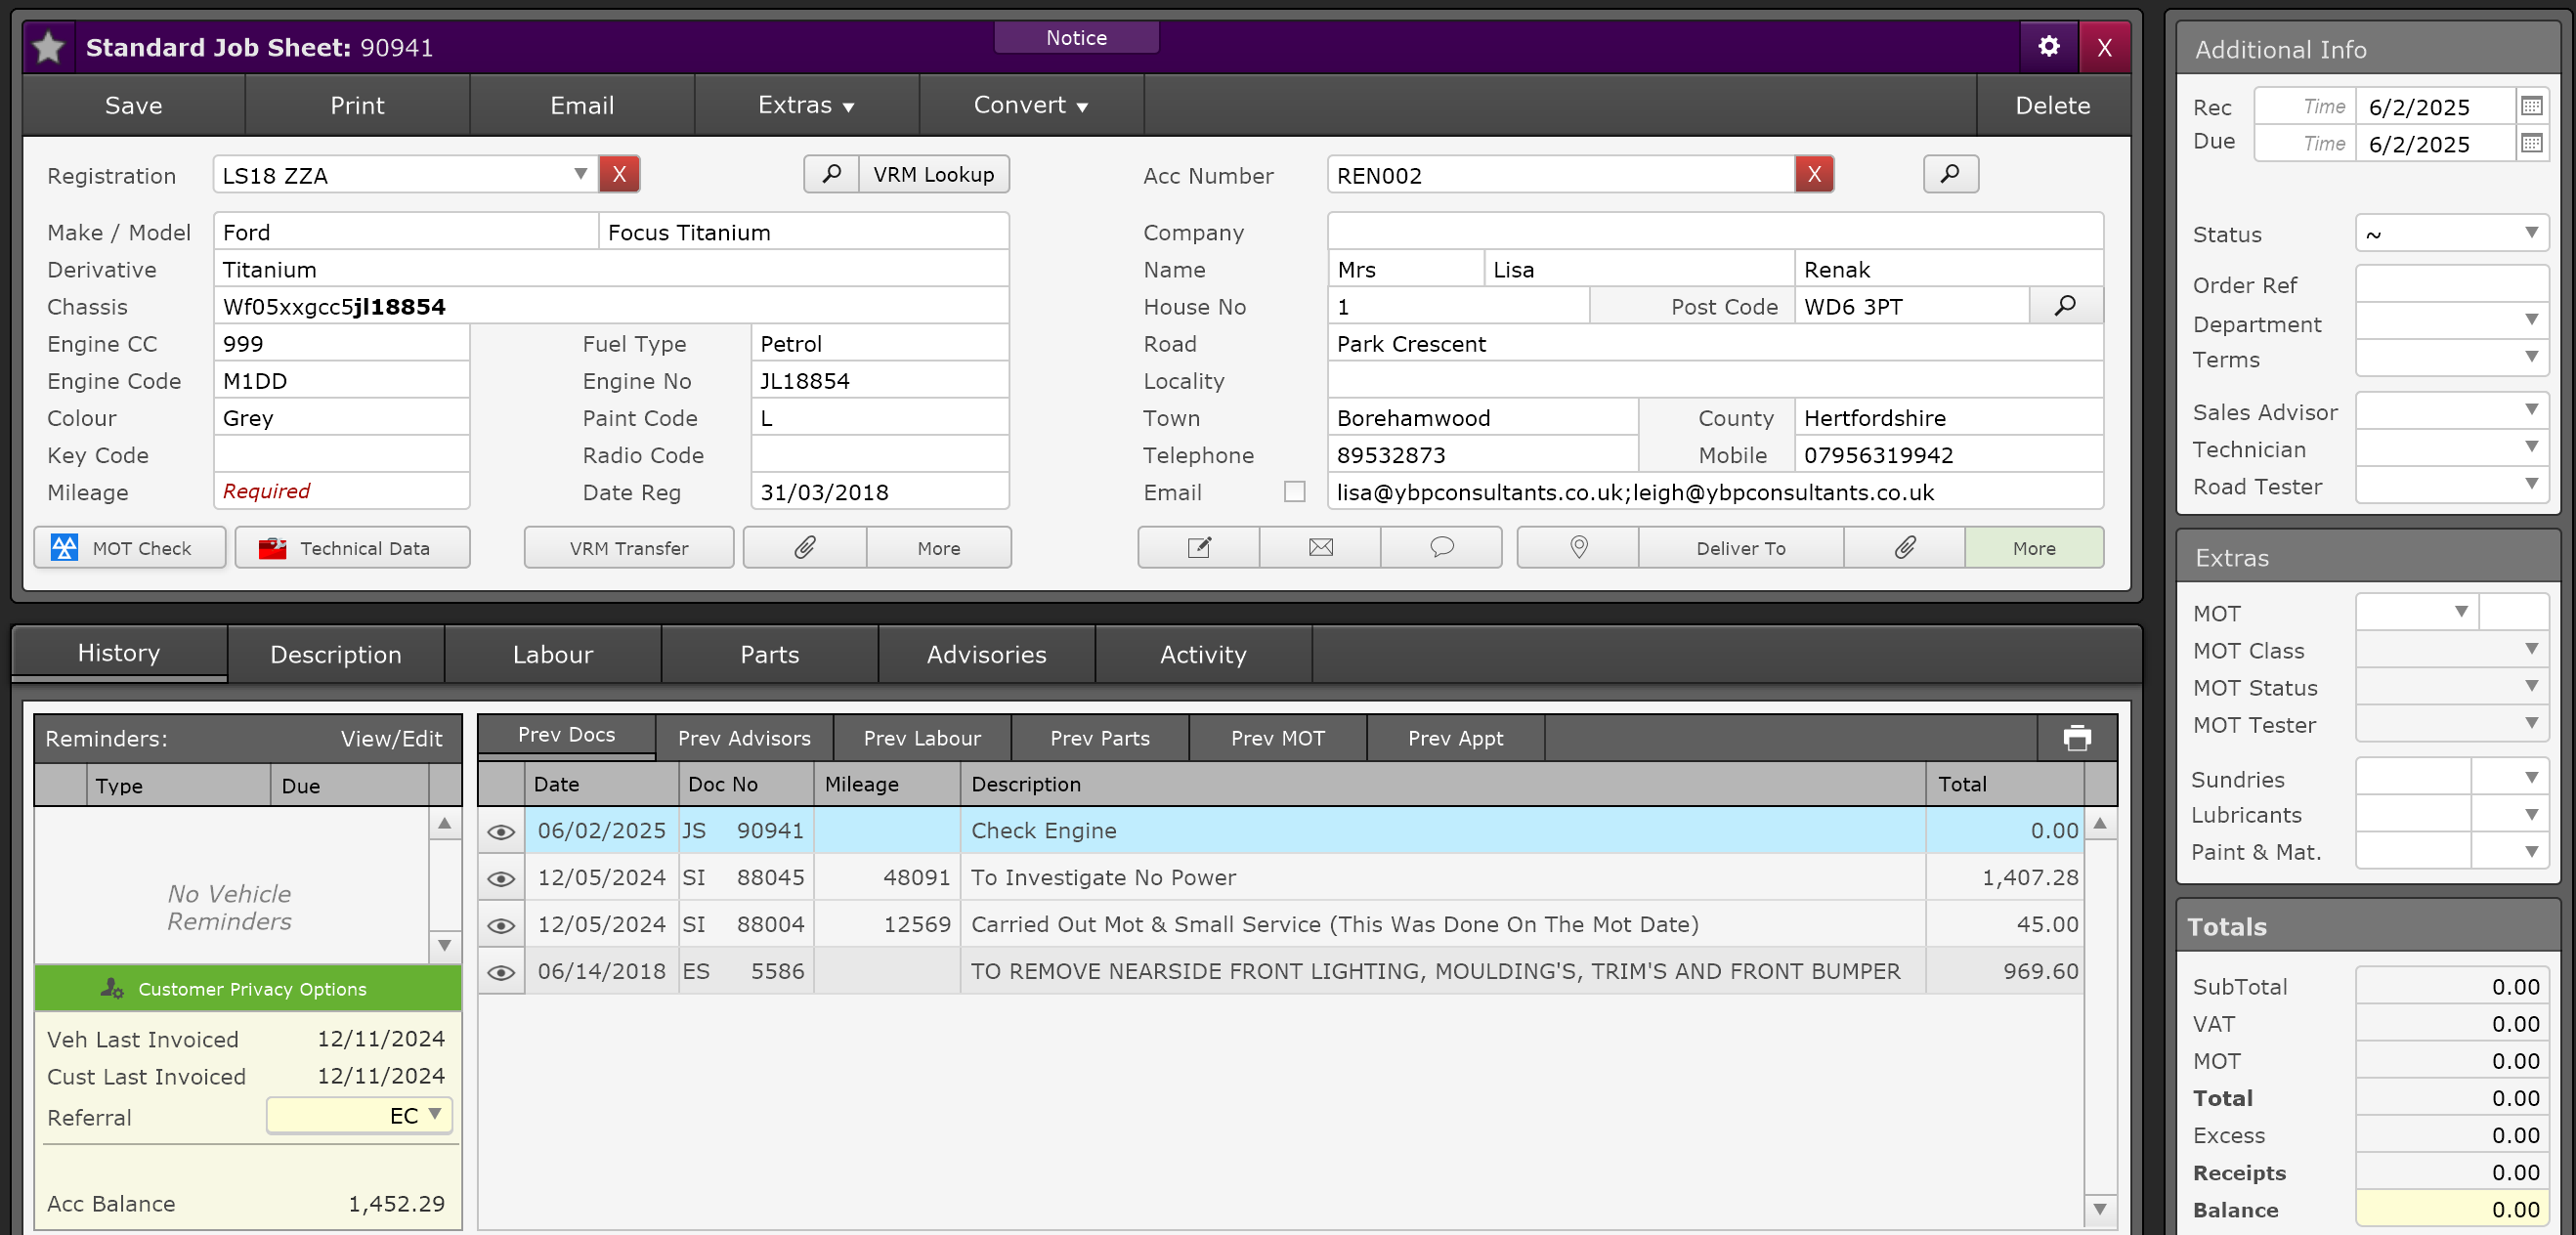 Standard Job Sheet: 90941
Notice
X
Save
Print
Email
Extras ▼
Convert ▼
Delete
Registration
LS18 ZZA
X
VRM Lookup
Make / Model
Ford
Focus Titanium
Derivative
Titanium
Chassis
Wf05xxgcc5jl18854
Engine CC
999
Fuel Type
Petrol
Engine Code
M1DD
Engine No
JL18854
Colour
Grey
Paint Code
L
Key Code
Radio Code
Mileage
Required
Date Reg
31/03/2018
MOT Check
Technical Data
VRM Transfer
More
Acc Number
REN002
X
Company
Name
Mrs
Lisa
Renak
House No
1
Post Code
WD6 3PT
Road
Park Crescent
Locality
Town
Borehamwood
County
Hertfordshire
Telephone
89532873
Mobile
07956319942
Email
lisa@ybpconsultants.co.uk;leigh@ybpconsultants.co.uk
Deliver To
More
History
Description
Labour
Parts
Advisories
Activity
Reminders:
View/Edit
Type
Due
No Vehicle
Reminders
Customer Privacy Options
Veh Last Invoiced
12/11/2024
Cust Last Invoiced
12/11/2024
Referral
EC
Acc Balance
1,452.29
Prev Docs
Prev Advisors
Prev Labour
Prev Parts
Prev MOT
Prev Appt
Date
Doc No
Mileage
Description
Total
06/02/2025 JS 90941 Check Engine 0.00
12/05/2024 SI 88045 48091 To Investigate No Power 1,407.28
12/05/2024 SI 88004 12569 Carried Out Mot & Small Service (This Was Done On The Mot Date) 45.00
06/14/2018 ES 5586 TO REMOVE NEARSIDE FRONT LIGHTING, MOULDING'S, TRIM'S AND FRONT BUMPER 969.60
Additional Info
Rec
Time
6/2/2025
Due
Time
6/2/2025
Status
~
Order Ref
Department
Terms
Sales Advisor
Technician
Road Tester
Extras
MOT
MOT Class
MOT Status
MOT Tester
Sundries
Lubricants
Paint & Mat.
Totals
SubTotal
0.00
VAT
0.00
MOT
0.00
Total
0.00
Excess
0.00
Receipts
0.00
Balance
0.00